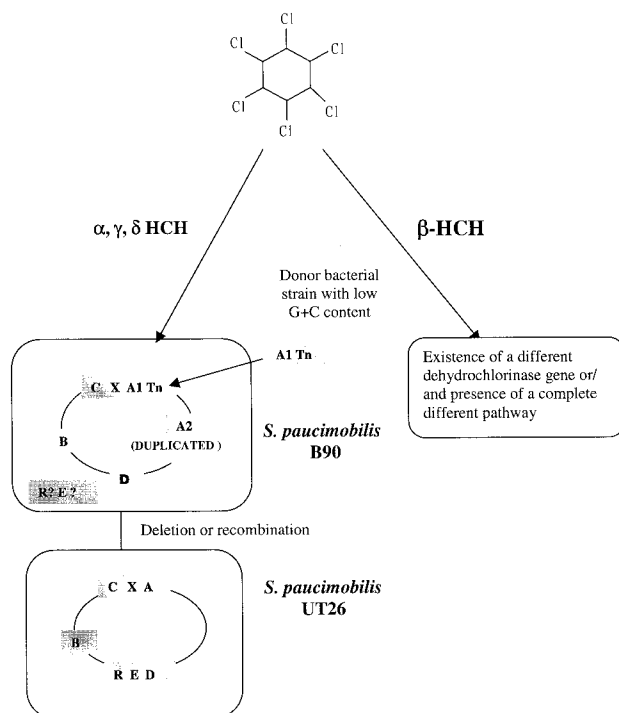 Cl
Cl Cl
Cl Cl
Cl
α, γ, δ HCH
β-HCH
Donor bacterial
strain with low
G+C content
A1 Tn
C X A1 Tn
A2
(DUPLICATED)
B
D
R? E ?
S. paucimobilis
B90
Existence of a different
dehydrochlorinase gene or/
and presence of a complete
different pathway
Deletion or recombination
C X A
B
R E D
S. paucimobilis
UT26